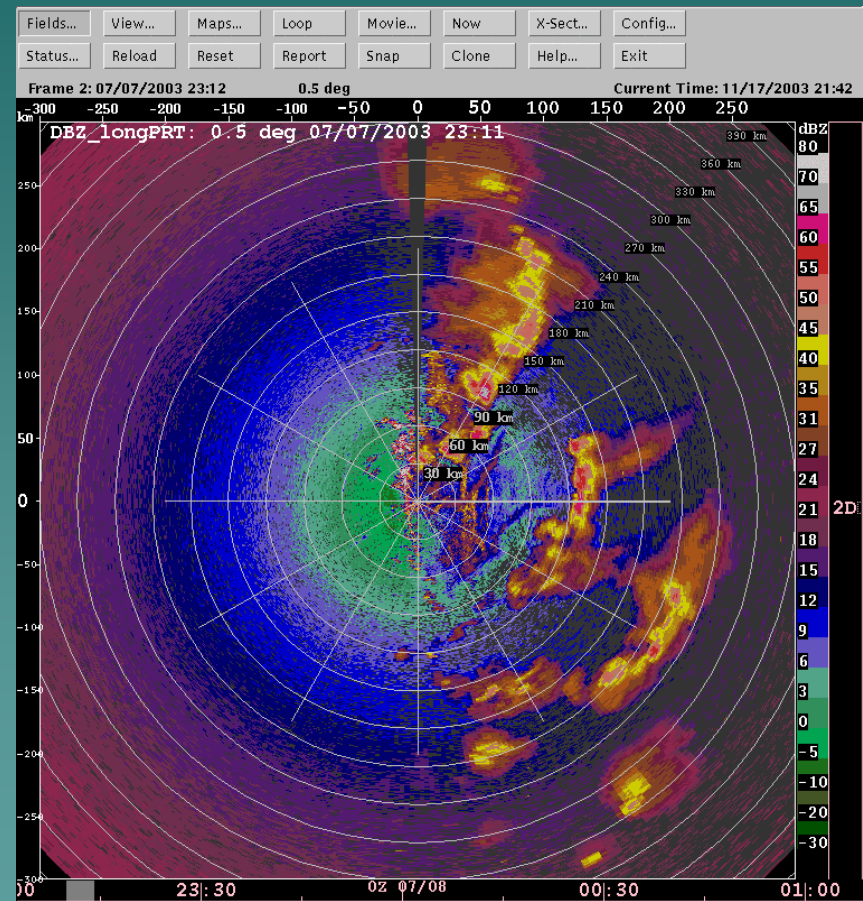 Fields... View... Maps... Loop Movie... Now X-Sect... Config...
Status... Reload Reset Report Snap Clone Help... Exit
Frame 2: 07/07/2003 23:12 0.5 deg Current Time: 11/17/2003 21:42
km -300 -250 -200 -150 -100 -50 0 50 100 150 200 250
DBZ_longPRT: 0.5 deg 07/07/2003 23:11
dBZ
390 km
360 km
330 km
300 km
270 km
240 km
210 km
180 km
150 km
120 km
90 km
60 km
30 km
250
200
150
100
50
0
-50
-100
-150
-200
-250
-300
80
70
65
60
55
50
45
40
35
31
27
24
21
18
15
12
9
6
3
0
-5
-10
-20
-30
2D
23:30 0Z 07/08 00:30 01:00